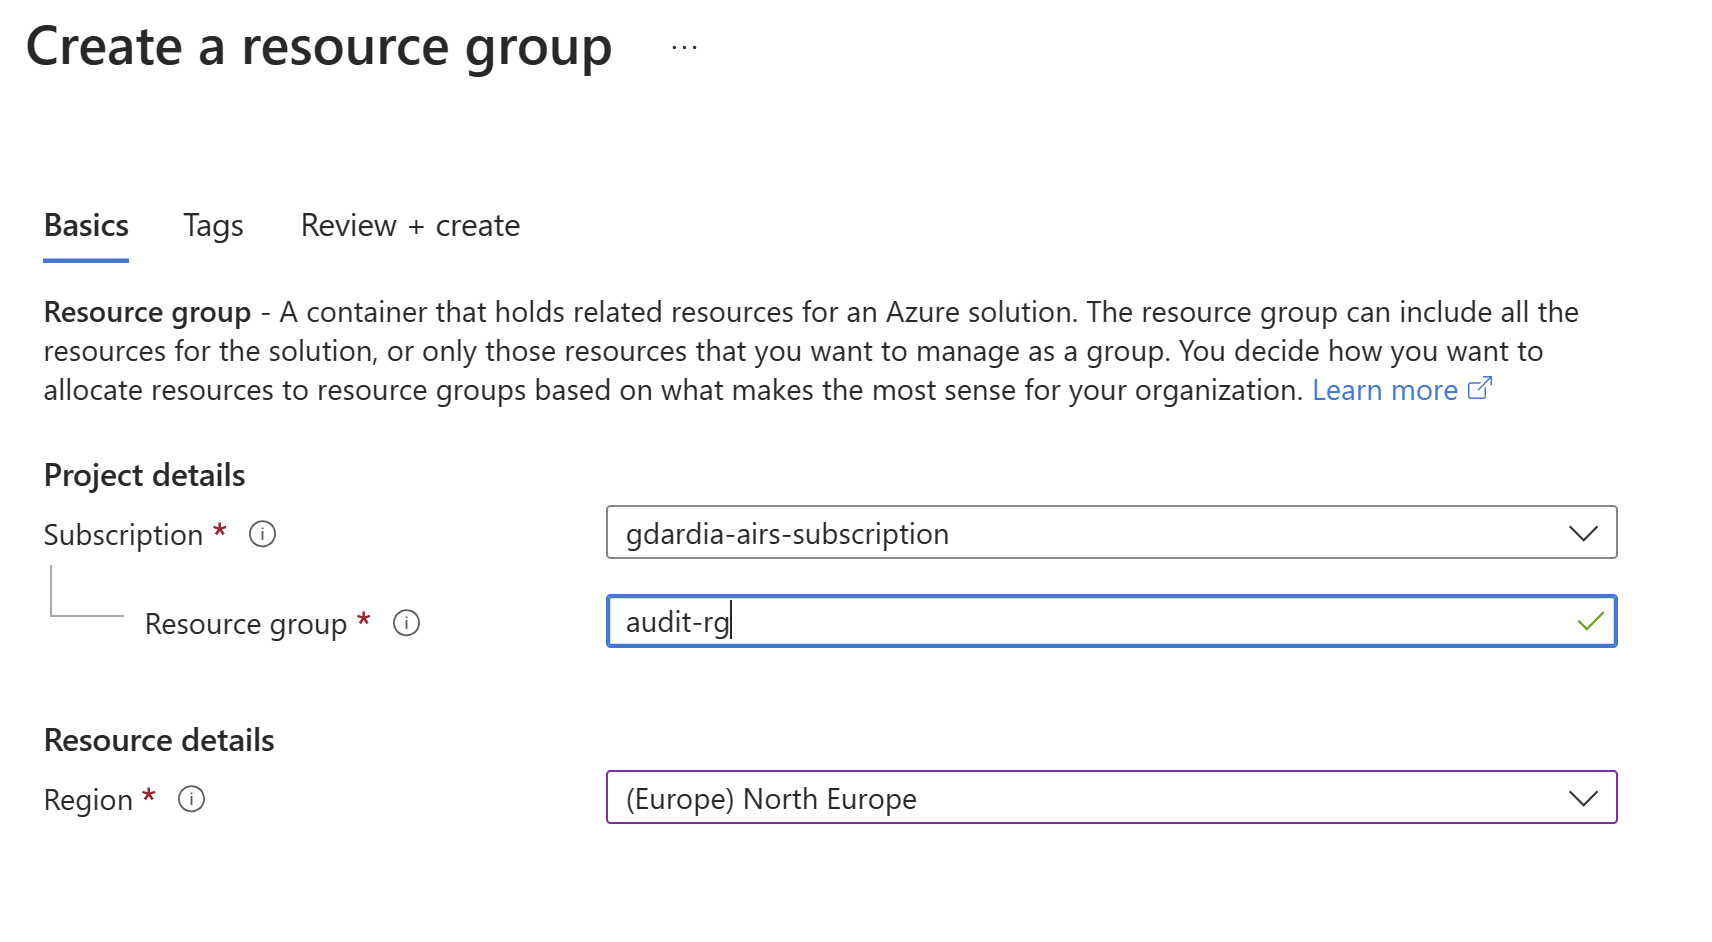 Create a resource group ...
Basics Tags Review + create
Resource group - A container that holds related resources for an Azure solution. The resource group can include all the
resources for the solution, or only those resources that you want to manage as a group. You decide how you want to
allocate resources to resource groups based on what makes the most sense for your organization. Learn more
Project details
Subscription * i gdardia-airs-subscription
Resource group * i audit-rg
Resource details
Region * i (Europe) North Europe